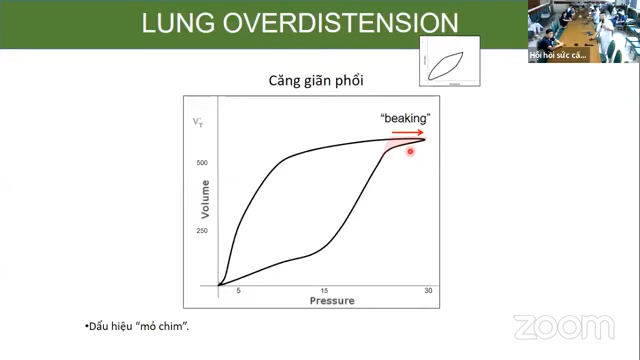 LUNG OVERDISTENSION
Hồi hồi sức cấ...
Căng giãn phổi
"beaking"
VT
500
Volume
250
5
15
30
Pressure
•Dấu hiệu "mỏ chim".
zoom